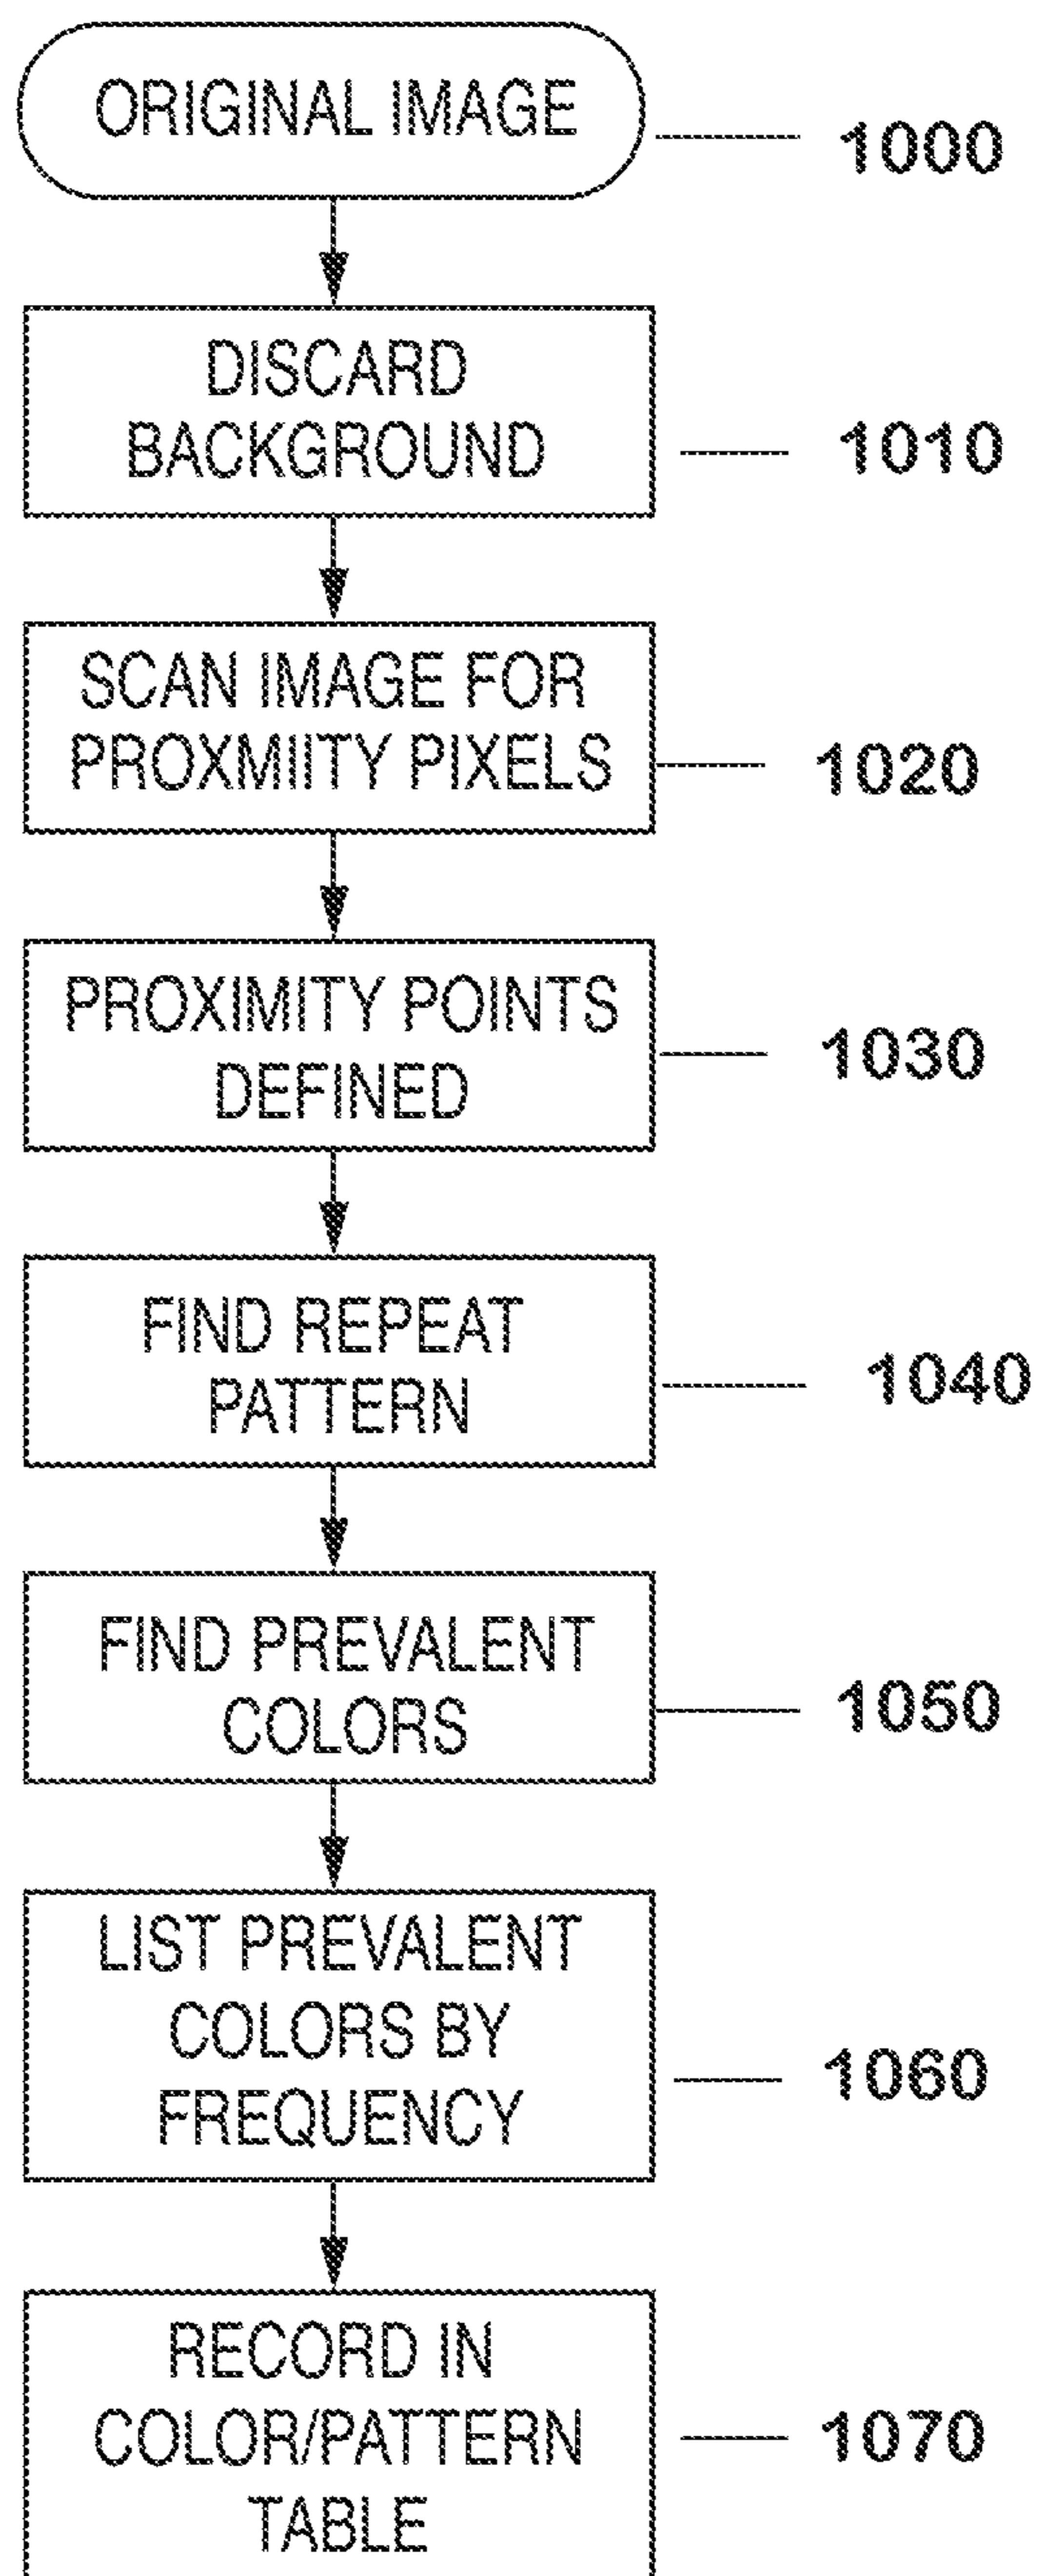 ORIGINAL IMAGE
1000
DISCARD
BACKGROUND
1010
SCAN IMAGE FOR
PROXMIITY PIXELS
1020
PROXIMITY POINTS
DEFINED
1030
FIND REPEAT
PATTERN
1040
FIND PREVALENT
COLORS
1050
LIST PREVALENT
COLORS BY
FREQUENCY
1060
RECORD IN
COLOR/PATTERN
TABLE
1070